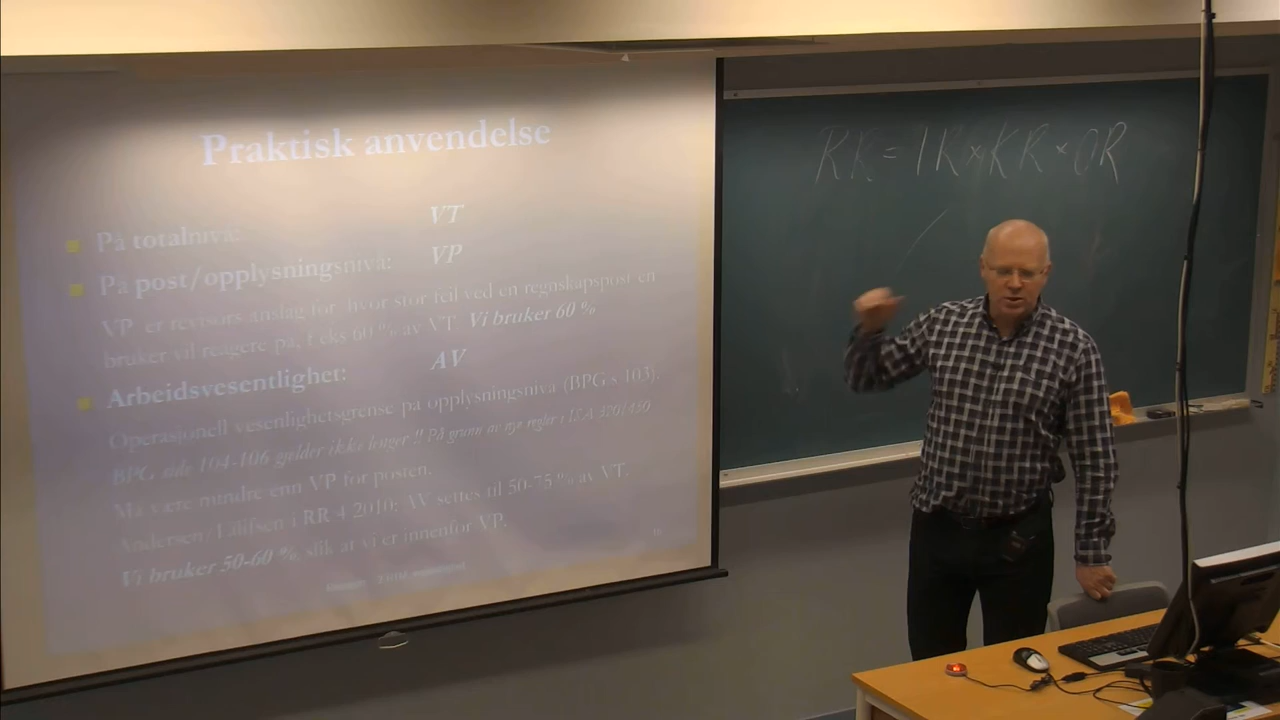 Praktisk anvendelse
På totalnivå: VT
På post/opplysningsnivå: VP
VP er revisors anslag for hvor stor feil ved en regnskapspost en
bruker vil reagere på, t eks 60 % av VT. Vi bruker 60 %
Arbeidsvesentlighet: AV
Operasjonell vesenlighetsgrense på opplysningsnivå (BPG s 103).
BPG side 104-106 gjelder ikke lenger !! På grunn av nye regler i ISA 320/450
Må være mindre enn VP for posten.
i RR 4 2010: AV settes til 50-75 % av VT.
Vi bruker 50-60 % slik at vi er innenfor VP.
RR = IR × KR × OR